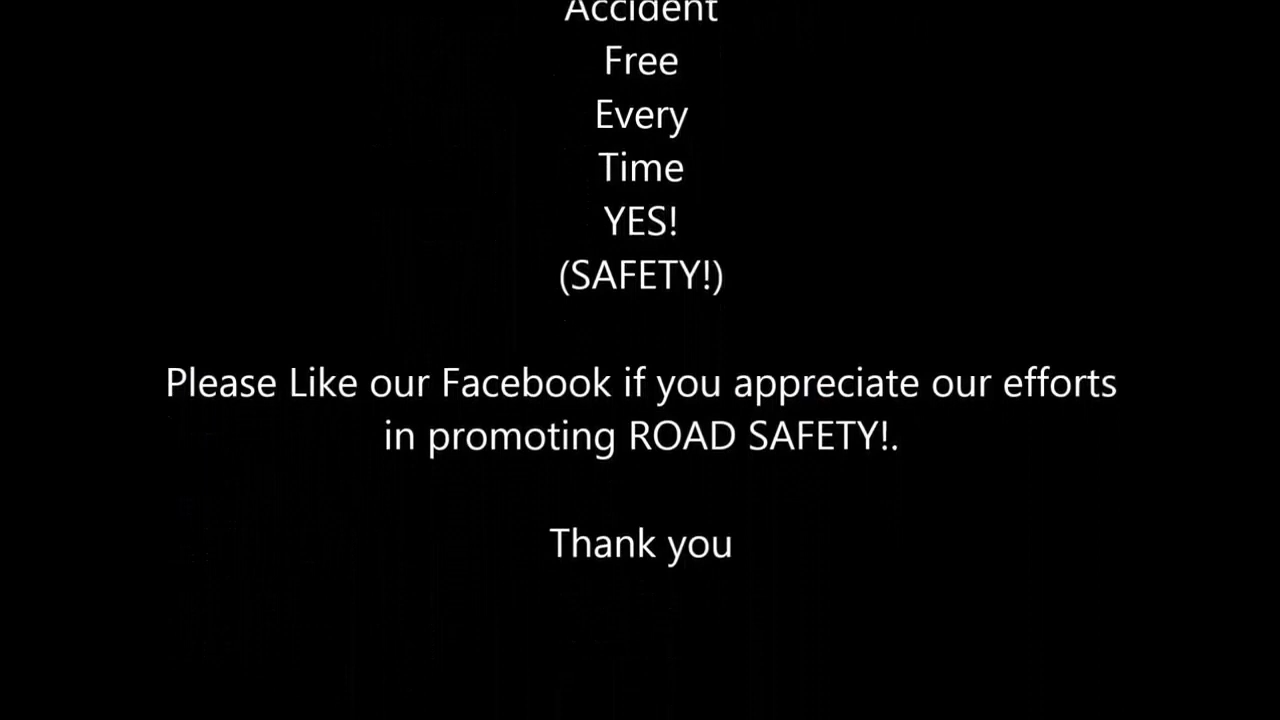 Accident
Free
Every
Time
YES!
(SAFETY!)
Please Like our Facebook if you appreciate our efforts
in promoting ROAD SAFETY!.
Thank you